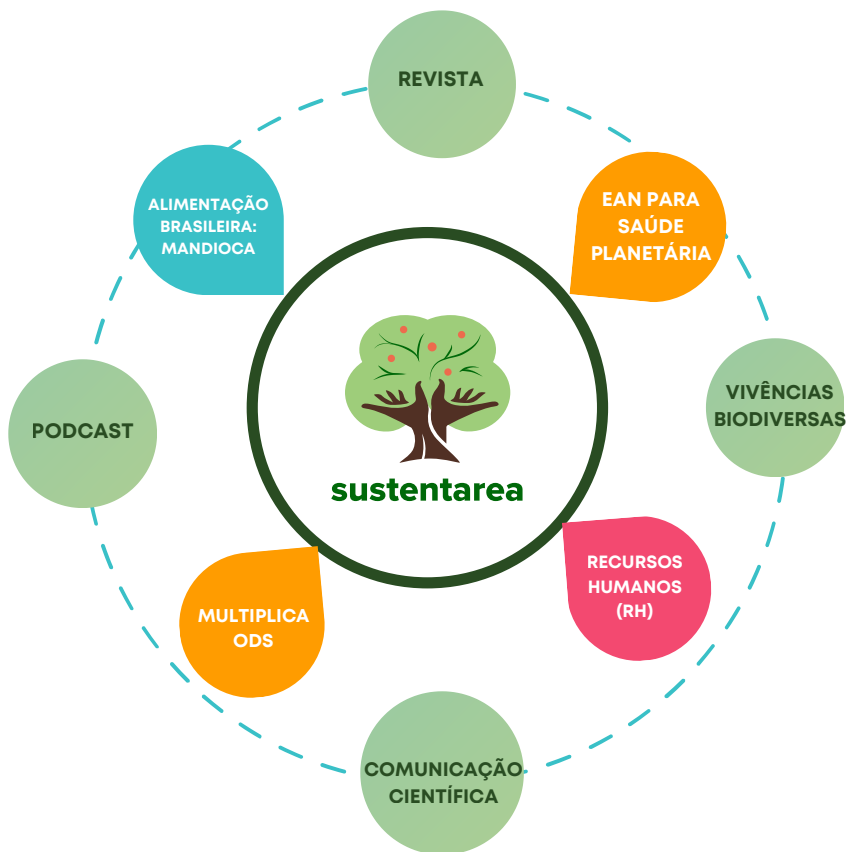 REVISTA
ALIMENTAÇÃO
BRASILEIRA:
MANDIOCA
EAN PARA
SAÚDE
PLANETÁRIA
PODCAST
sustentarea
VIVÊNCIAS
BIODIVERSAS
MULTIPLICA
ODS
RECURSOS
HUMANOS
(RH)
COMUNICAÇÃO
CIENTÍFICA